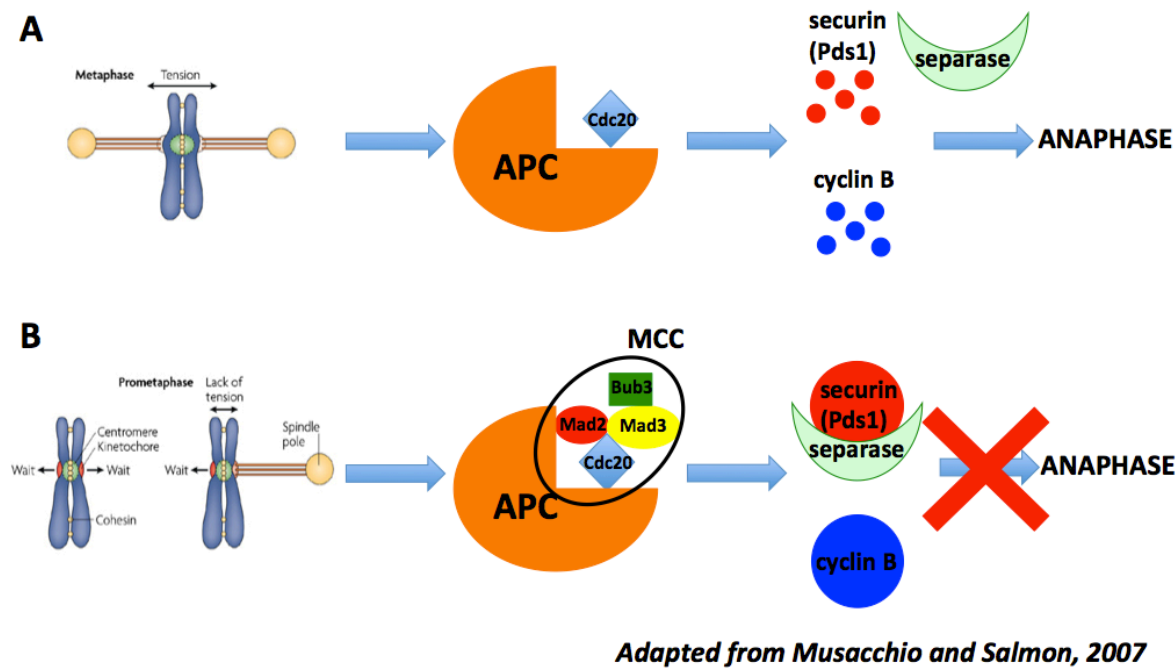 A
Metaphase
Tension
APC
Cdc20
securin
(Pds1)
separase
cyclin B
ANAPHASE
B
Prometaphase
Lack of
tension
Centromere
Kinetochore
Wait
Wait
Cohesin
Wait
Spindle
pole
MCC
Bub3
Mad2
Mad3
Cdc20
APC
securin
(Pds1)
separase
cyclin B
ANAPHASE
Adapted from Musacchio and Salmon, 2007